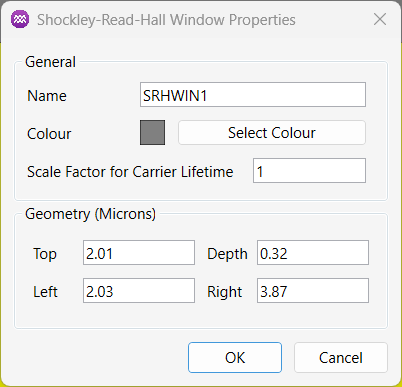 Shockley-Read-Hall Window Properties
General
Name SRHWIN1
Colour Select Colour
Scale Factor for Carrier Lifetime 1
Geometry (Microns)
Top 2.01 Depth 0.32
Left 2.03 Right 3.87
OK Cancel